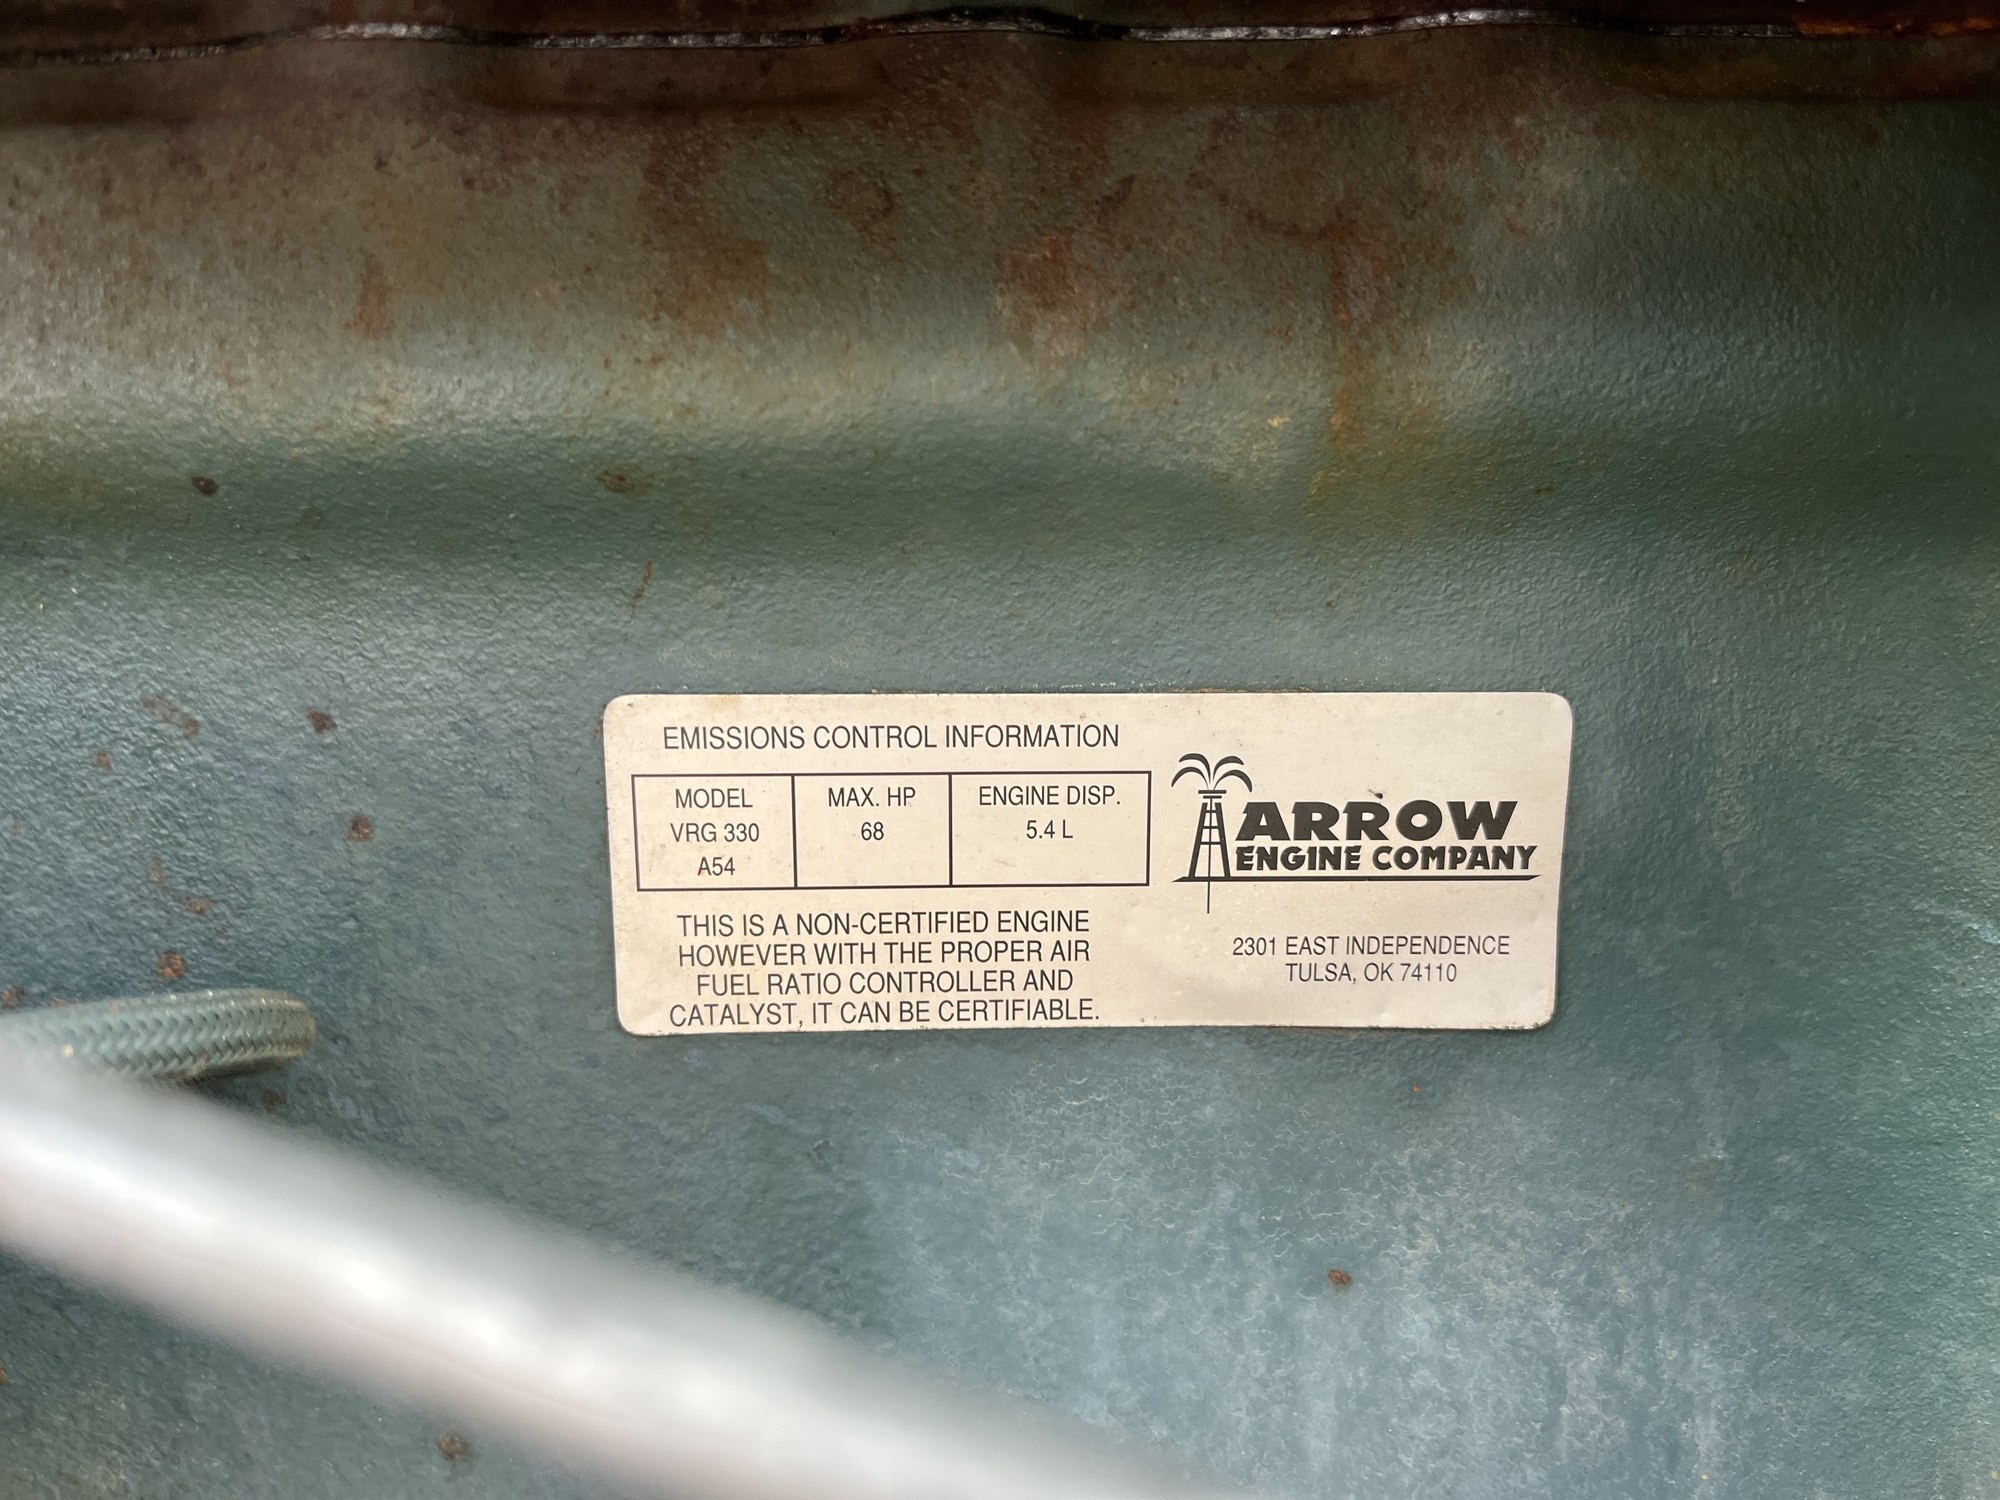 EMISSIONS CONTROL INFORMATION
MODEL MAX. HP ENGINE DISP.
VRG 330 68 5.4 L
A54
THIS IS A NON-CERTIFIED ENGINE
HOWEVER WITH THE PROPER AIR
FUEL RATIO CONTROLLER AND
CATALYST, IT CAN BE CERTIFIABLE.
ARROW
ENGINE COMPANY
2301 EAST INDEPENDENCE
TULSA, OK 74110